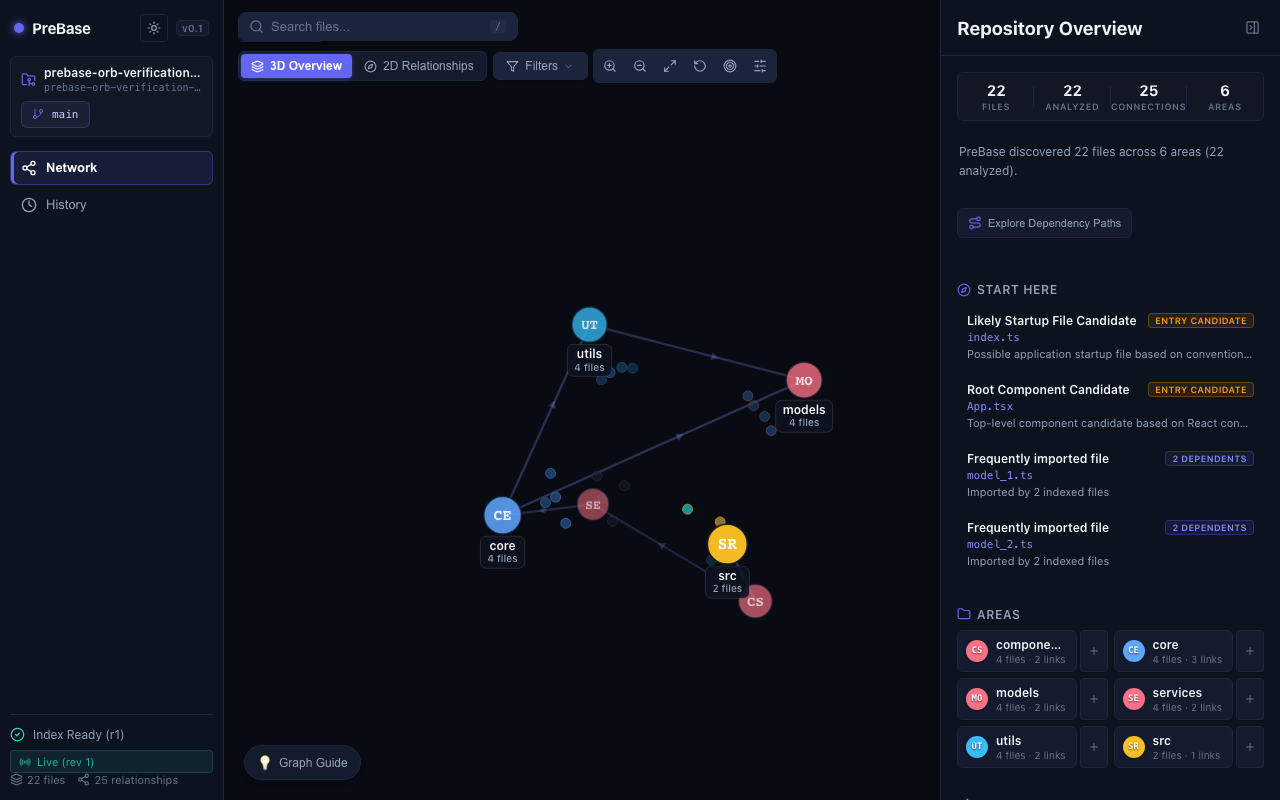 PreBase
v0.1
prebase-orb-verification...
prebase-orb-verification-...
main
Network
History
Index Ready (r1)
Live (rev 1)
22 files
25 relationships
Search files...
/
3D Overview
2D Relationships
Filters
UT
utils
4 files
MO
models
4 files
CE
core
4 files
SE
SR
src
2 files
CS
Graph Guide
Repository Overview
22
FILES
22
ANALYZED
25
CONNECTIONS
6
AREAS
PreBase discovered 22 files across 6 areas (22
analyzed).
Explore Dependency Paths
START HERE
Likely Startup File Candidate
ENTRY CANDIDATE
index.ts
Possible application startup file based on convention...
Root Component Candidate
ENTRY CANDIDATE
App.tsx
Top-level component candidate based on React con...
Frequently imported file
2 DEPENDENTS
model_1.ts
Imported by 2 indexed files
Frequently imported file
2 DEPENDENTS
model_2.ts
Imported by 2 indexed files
AREAS
CS
compone...
4 files · 2 links
+
CE
core
4 files · 3 links
+
MO
models
4 files · 2 links
+
SE
services
4 files · 2 links
+
UT
utils
4 files · 2 links
+
SR
src
2 files · 1 links
+